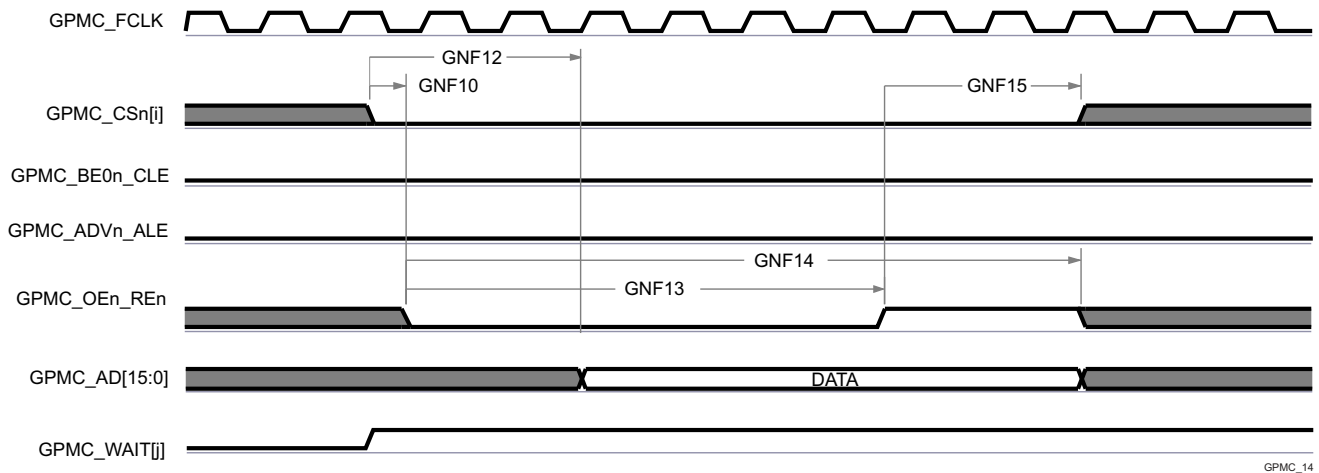 GPMC_FCLK
GNF12
GNF10
GNF15
GPMC_CSn[i]
GPMC_BE0n_CLE
GPMC_ADVn_ALE
GNF14
GNF13
GPMC_OEn_REn
GPMC_AD[15:0]
DATA
GPMC_WAIT[j]
GPMC_14